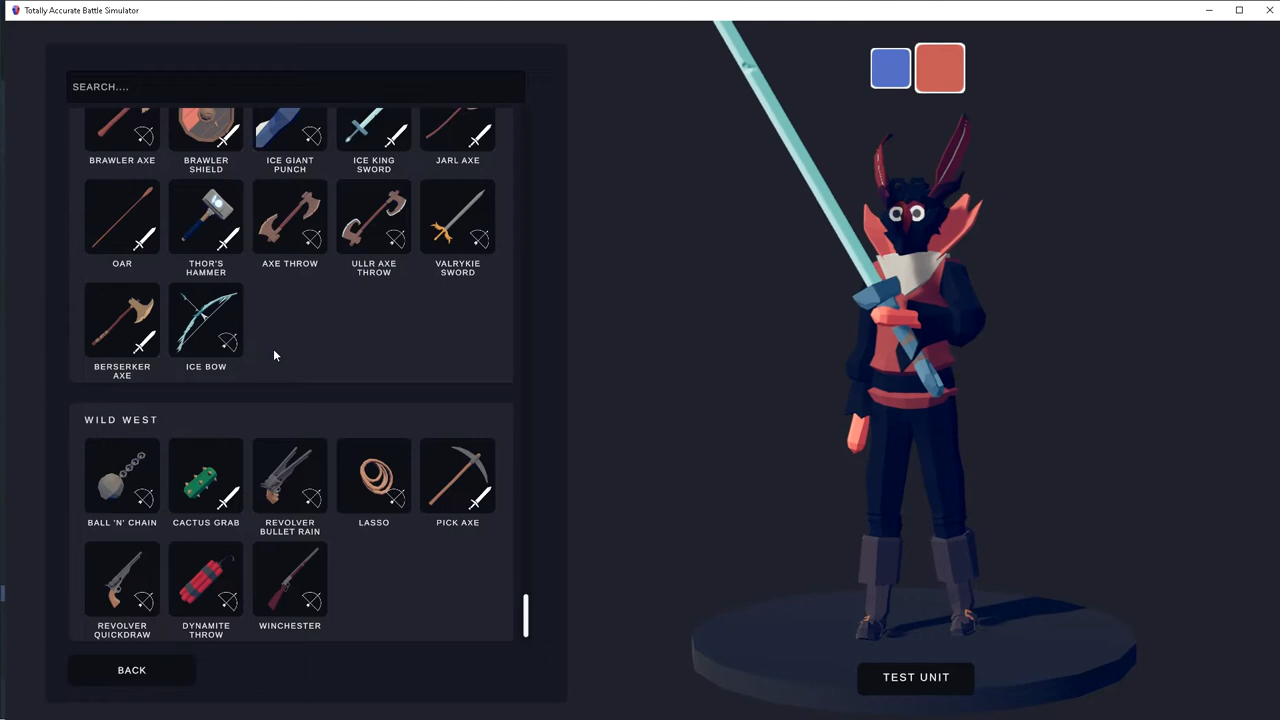 Totally Accurate Battle Simulator
SEARCH....
BRAWLER AXE
BRAWLER
SHIELD
ICE GIANT
PUNCH
ICE KING
SWORD
JARL AXE
OAR
THOR'S
HAMMER
AXE THROW
ULLR AXE
THROW
VALRYKIE
SWORD
BERSERKER
AXE
ICE BOW
WILD WEST
BALL 'N' CHAIN
CACTUS GRAB
REVOLVER
BULLET RAIN
LASSO
PICK AXE
REVOLVER
QUICKDRAW
DYNAMITE
THROW
WINCHESTER
BACK
TEST UNIT